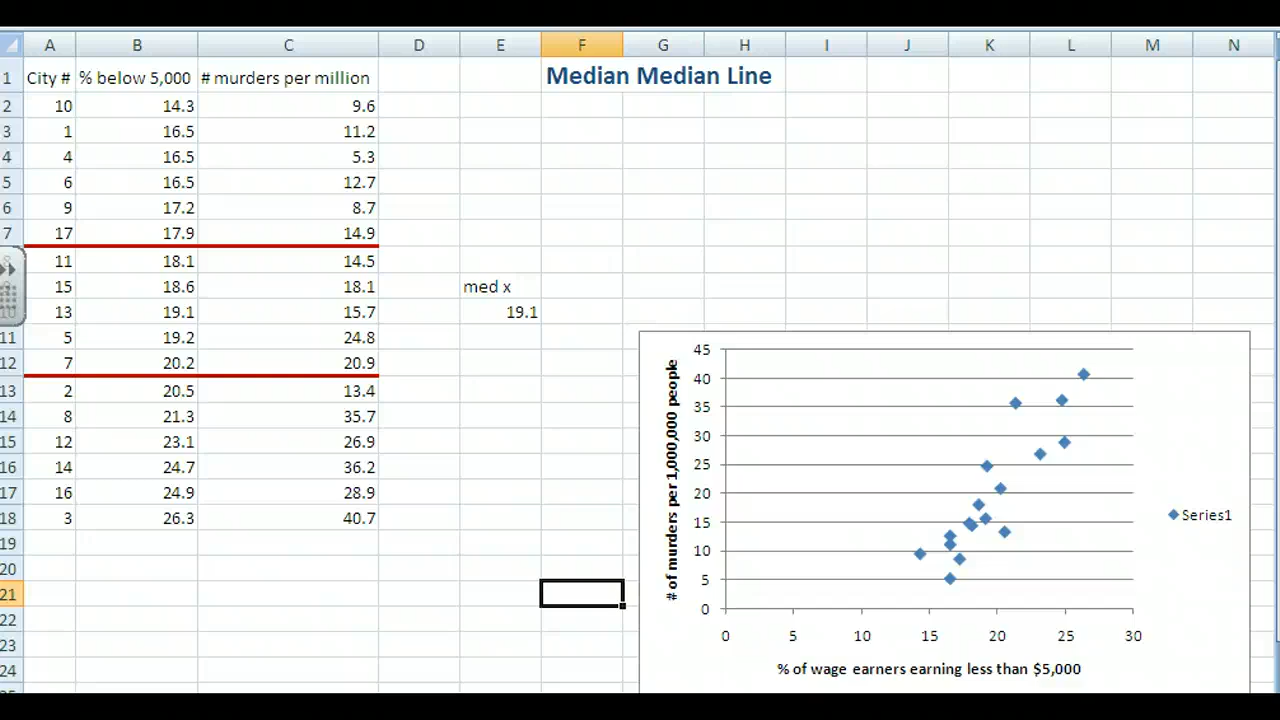 A B C D E F G H I J K L M N
1 City # % below 5,000 # murders per million Median Median Line
2 10 14.3 9.6
3 1 16.5 11.2
4 4 16.5 5.3
5 6 16.5 12.7
6 9 17.2 8.7
7 17 17.9 14.9
11 18.1 14.5
15 18.6 18.1 med x
10 13 19.1 15.7 19.1
11 5 19.2 24.8
12 7 20.2 20.9
13 2 20.5 13.4
14 8 21.3 35.7
15 12 23.1 26.9
16 14 24.7 36.2
17 16 24.9 28.9
18 3 26.3 40.7
19
20
21
22
23
24
# of murders per 1,000,000 people
45
40
35
30
25
20
15
10
5
0
0 5 10 15 20 25 30
% of wage earners earning less than $5,000
Series1